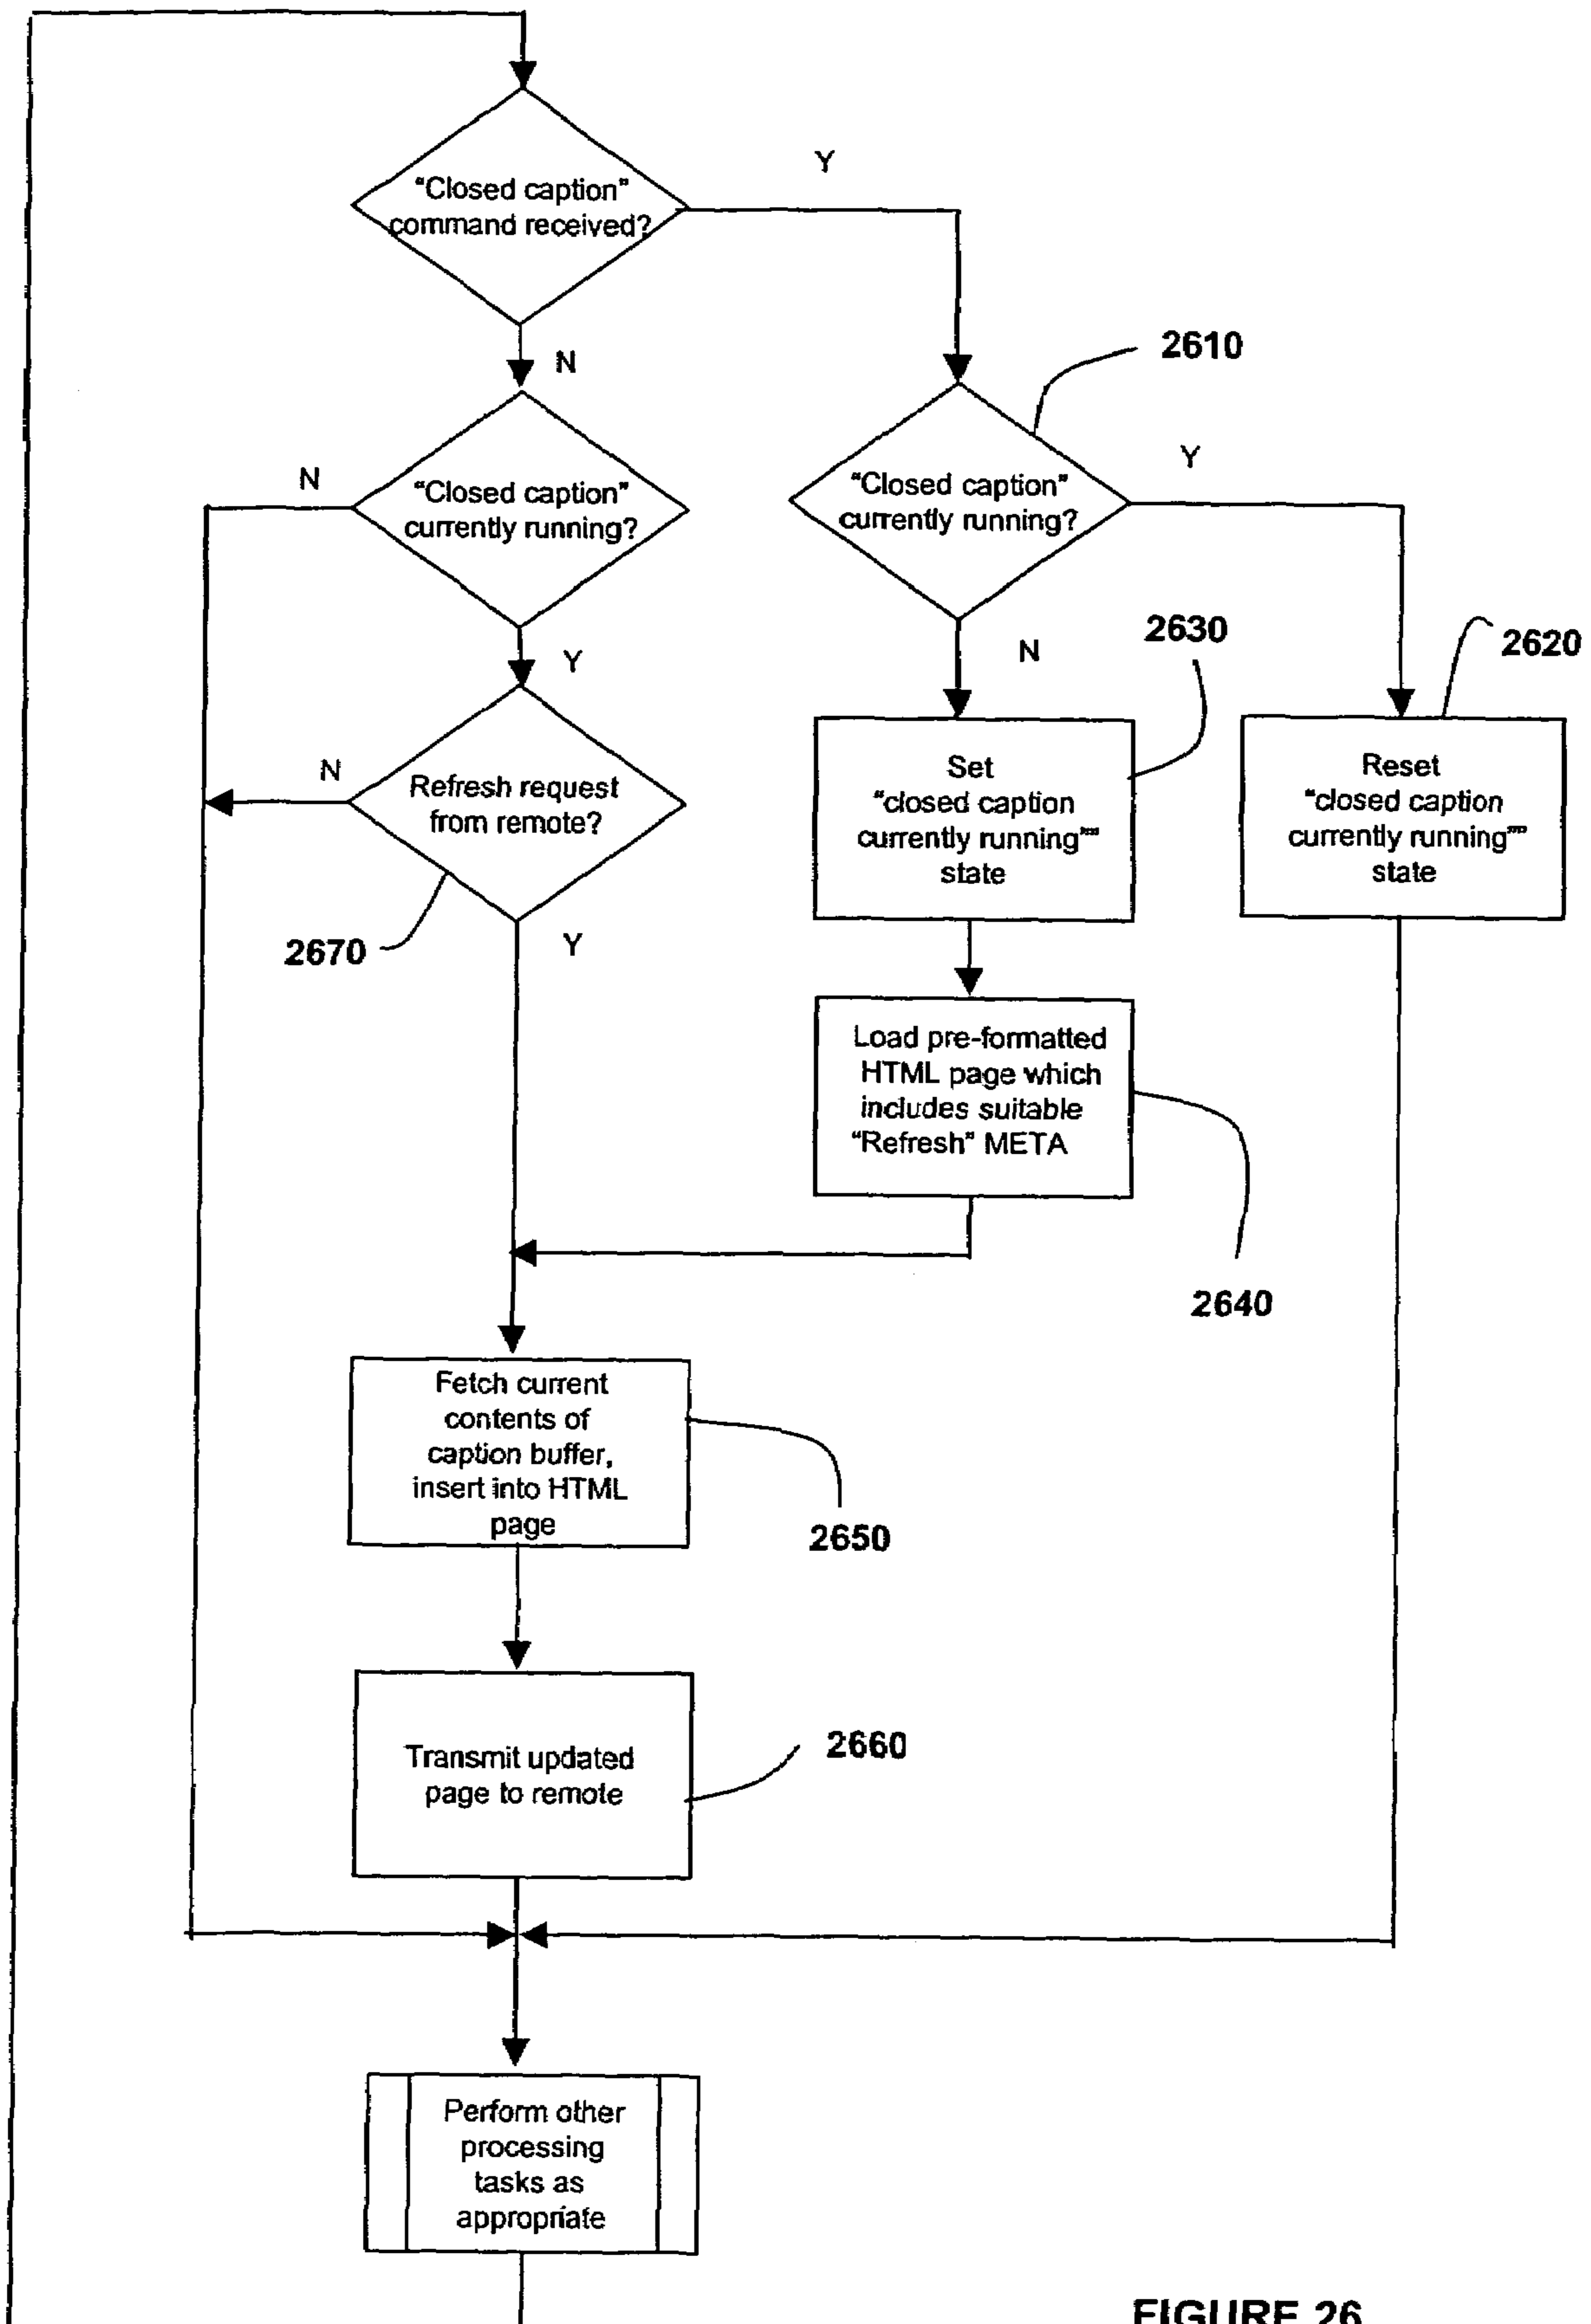 "Closed caption"
command received?
Y
N
2610
"Closed caption"
currently running?
N
Y
"Closed caption"
currently running?
Y
N
2630
2620
Refresh request
from remote?
N
Y
2670
Set
"closed caption
currently running""
state
Reset
"closed caption
currently running""
state
Load pre-formatted
HTML page which
includes suitable
"Refresh" META
2640
Fetch current
contents of
caption buffer,
insert into HTML
page
2650
Transmit updated
page to remote
2660
Perform other
processing
tasks as
appropriate
FIGURE 26